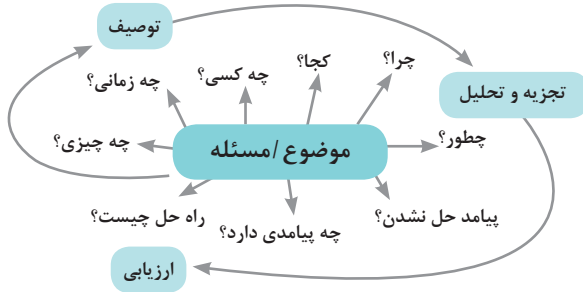 توصیف
چرا؟
کجا؟
چه کسی؟
چه زمانی؟
تجزیه و تحلیل
چطور؟
موضوع/مسئله
چه چیزی؟
پیامد حل نشدن؟
چه پیامدی دارد؟
راه حل چیست؟
ارزیابی